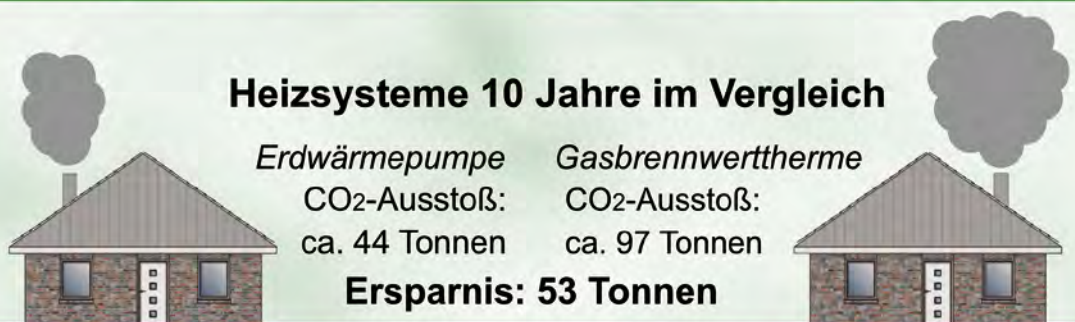 Heizsysteme 10 Jahre im Vergleich
Erdwärmepumpe
CO2-Ausstoß:
ca. 44 Tonnen
Gasbrennwerttherme
CO2-Ausstoß:
ca. 97 Tonnen
Ersparnis: 53 Tonnen